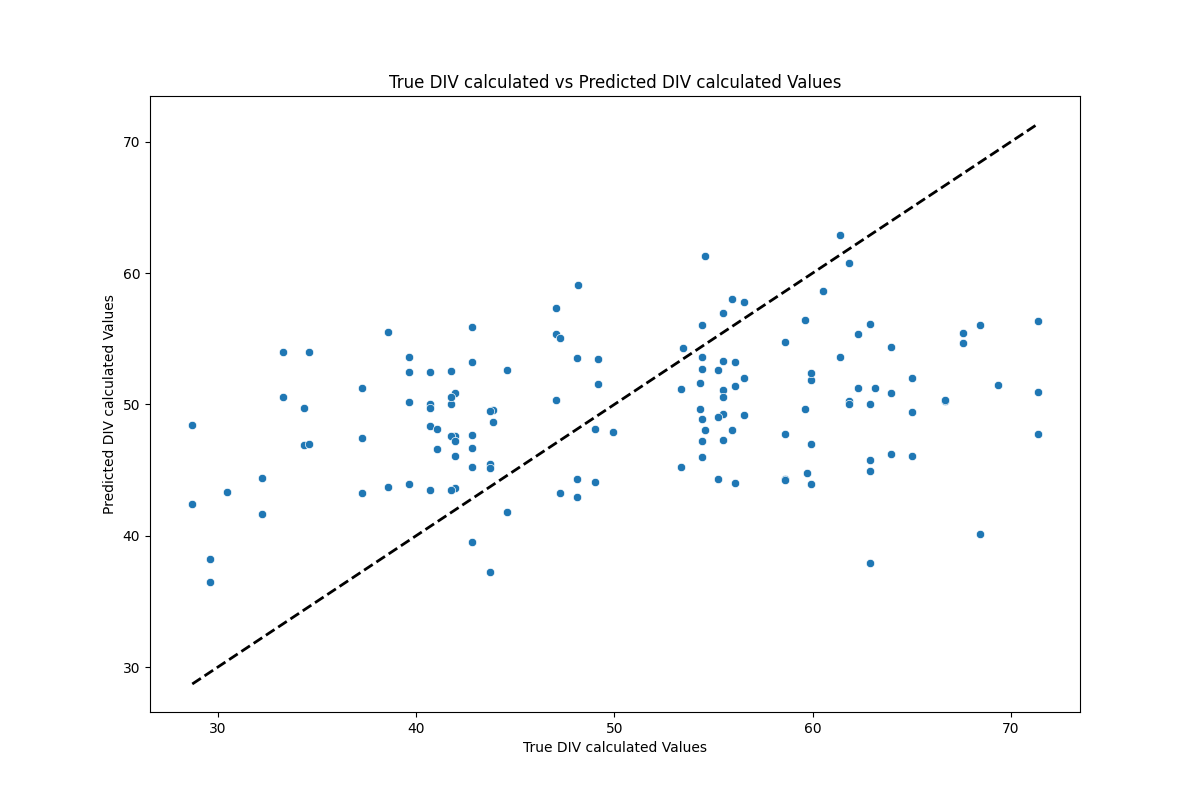 True DIV calculated vs Predicted DIV calculated Values
Predicted DIV calculated Values
70
60
50
40
30
30 40 50 60 70
True DIV calculated Values